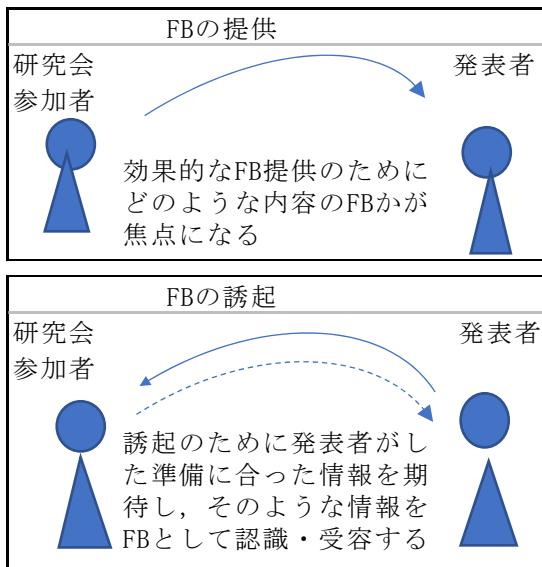 FBの提供
研究会
参加者
発表者
効果的なFB提供のために
どのような内容のFBかが
焦点になる
FBの誘起
研究会
参加者
発表者
誘起のために発表者がし
た準備に合った情報を期
待し，そのような情報を
FBとして認識・受容する